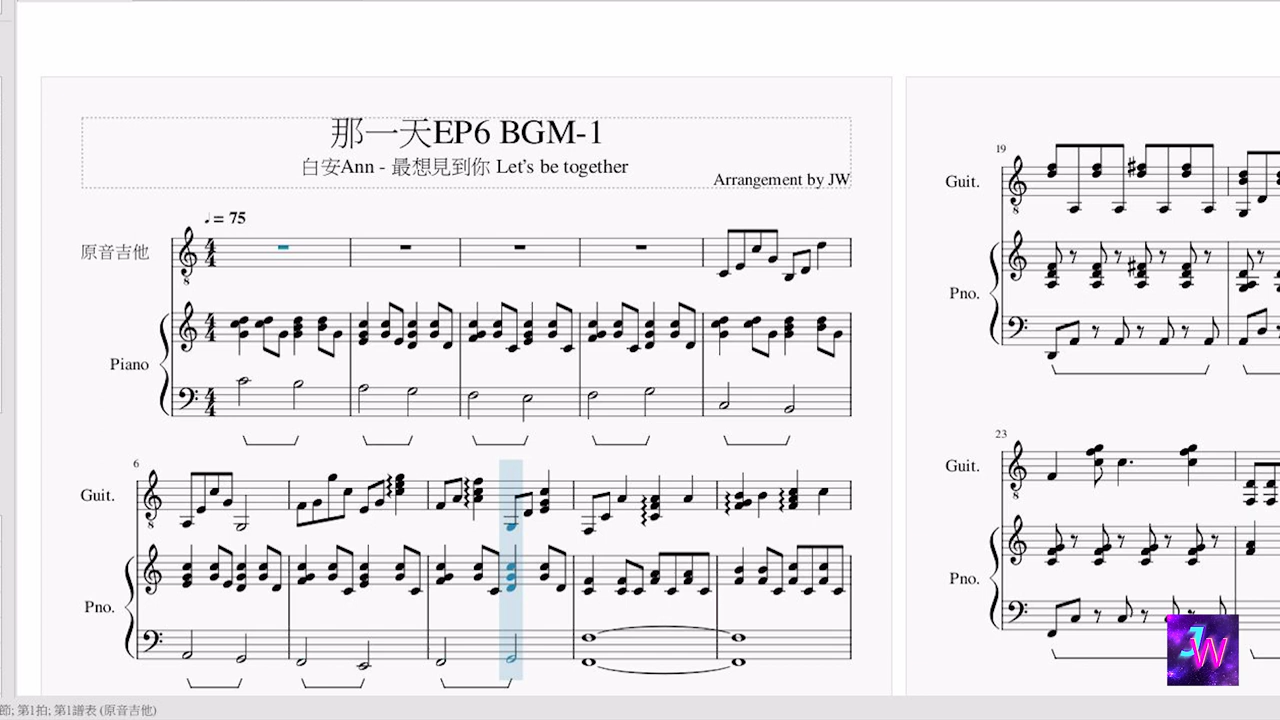 那一天EP6 BGM-1
白安Ann - 最想見到你 Let's be together
Arrangement by JW
♩= 75
原音吉他
Piano
6
Guit.
Pno.
19
Guit.
Pno.
23
Guit.
Pno.
JW
節; 第1拍; 第1譜表 (原音吉他)